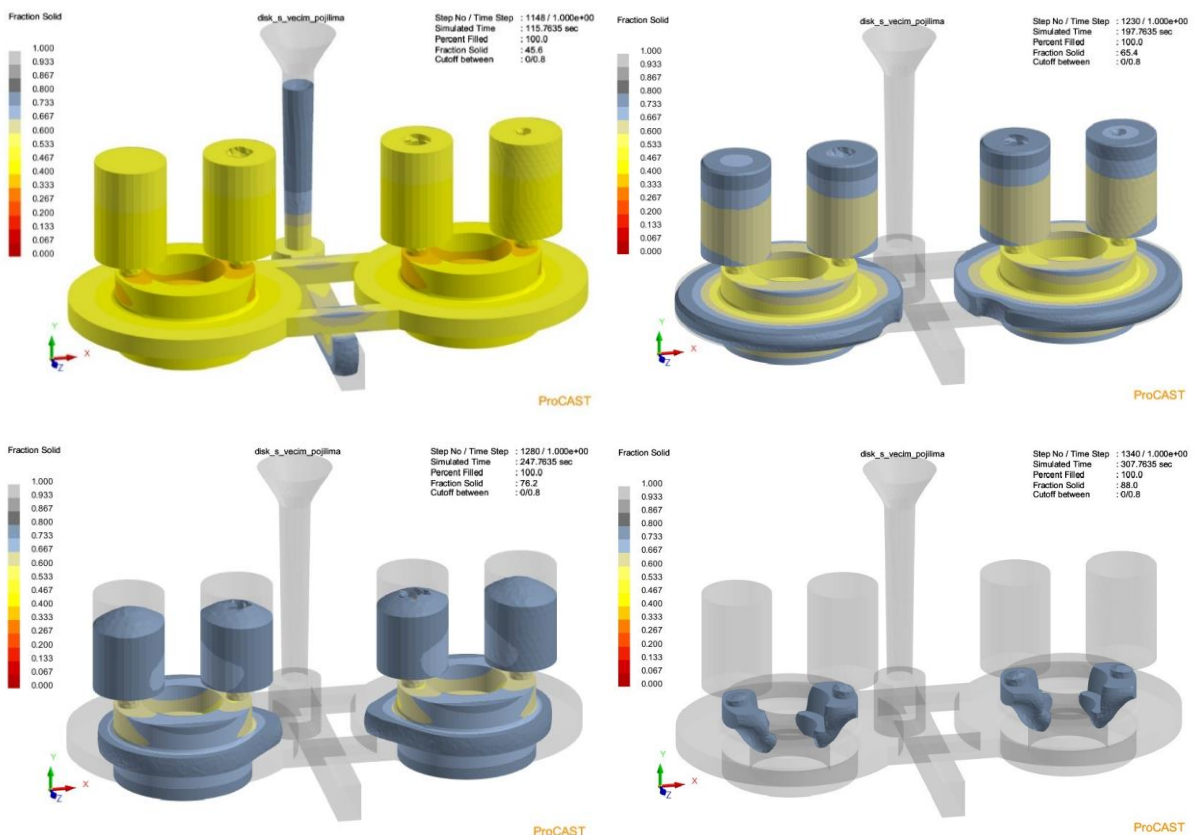 Fraction Solid
disk_s_vecim_pojilima
Step No / Time Step : 1148 / 1.000e+00
Simulated Time : 115.7635 sec
Percent Filled : 100.0
Fraction Solid : 45.6
Cutoff between : 0/0.8
1.000
0.933
0.867
0.800
0.733
0.667
0.600
0.533
0.467
0.400
0.333
0.267
0.200
0.133
0.067
0.000
Y
X
Z
ProCAST
Fraction Solid
disk_s_vecim_pojilima
Step No / Time Step : 1230 / 1.000e+00
Simulated Time : 197.7635 sec
Percent Filled : 100.0
Fraction Solid : 65.4
Cutoff between : 0/0.8
1.000
0.933
0.867
0.800
0.733
0.667
0.600
0.533
0.467
0.400
0.333
0.267
0.200
0.133
0.067
0.000
Y
X
Z
ProCAST
Fraction Solid
disk_s_vecim_pojilima
Step No / Time Step : 1280 / 1.000e+00
Simulated Time : 247.7635 sec
Percent Filled : 100.0
Fraction Solid : 76.2
Cutoff between : 0/0.8
1.000
0.933
0.867
0.800
0.733
0.667
0.600
0.533
0.467
0.400
0.333
0.267
0.200
0.133
0.067
0.000
Y
X
Z
ProCAST
Fraction Solid
disk_s_vecim_pojilima
Step No / Time Step : 1340 / 1.000e+00
Simulated Time : 307.7635 sec
Percent Filled : 100.0
Fraction Solid : 88.0
Cutoff between : 0/0.8
1.000
0.933
0.867
0.800
0.733
0.667
0.600
0.533
0.467
0.400
0.333
0.267
0.200
0.133
0.067
0.000
Y
X
Z
ProCAST